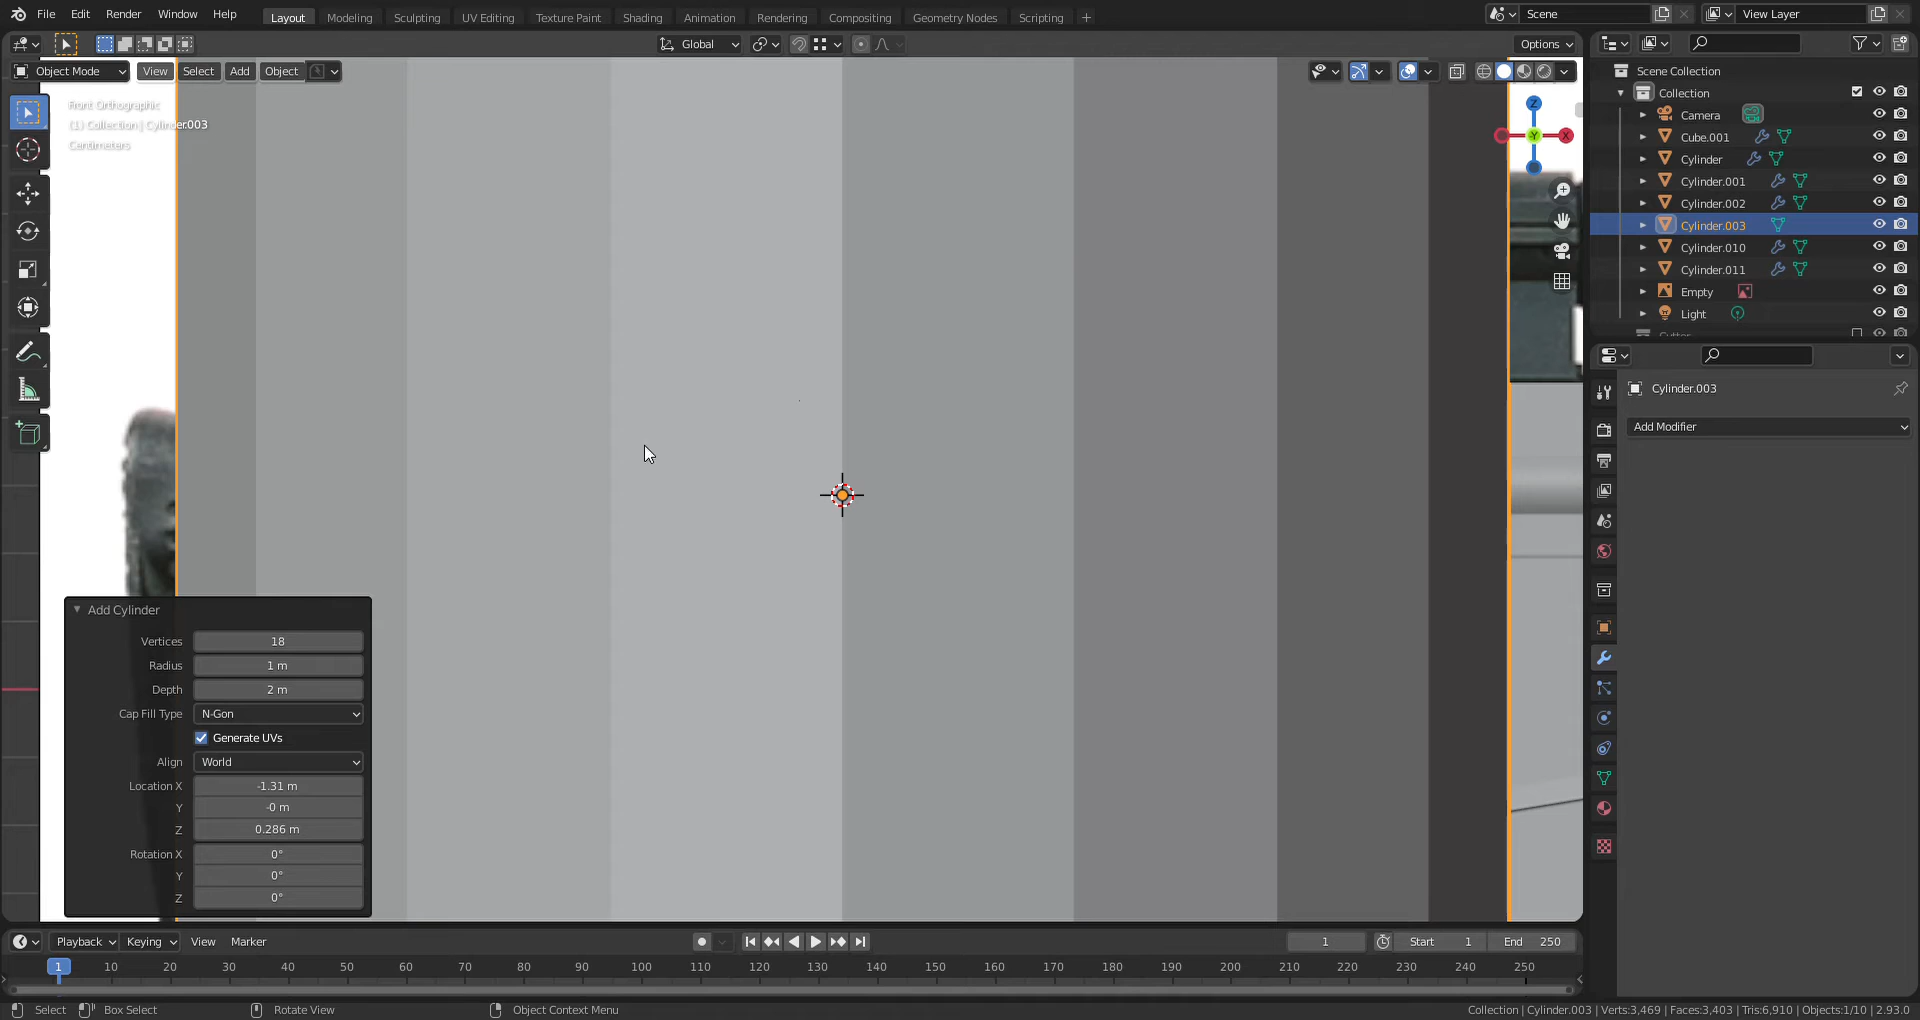 File Edit Render Window Help
Layout Modeling Sculpting UV Editing Texture Paint Shading Animation Rendering Compositing Geometry Nodes Scripting +
Scene
View Layer
Global
Options
Object Mode View Select Add Object
Front Orthographic
(1) Collection | Cylinder.003
Centimeters
Z
X
Y
Scene Collection
Collection
Camera
Cube.001
Cylinder
Cylinder.001
Cylinder.002
Cylinder.003
Cylinder.010
Cylinder.011
Empty
Light
Cutter
Cylinder.003
Add Modifier
Add Cylinder
Vertices 18
Radius 1 m
Depth 2 m
Cap Fill Type N-Gon
Generate UVs
Align World
Location X -1.31 m
Y -0 m
Z 0.286 m
Rotation X 0°
Y 0°
Z 0°
Playback Keying View Marker
1 Start 1 End 250
1 10 20 30 40 50 60 70 80 90 100 110 120 130 140 150 160 170 180 190 200 210 220 230 240 250
Select Box Select Rotate View Object Context Menu
Collection | Cylinder.003 | Verts:3,469 | Faces:3,403 | Tris:6,910 | Objects:1/10 | 2.93.0